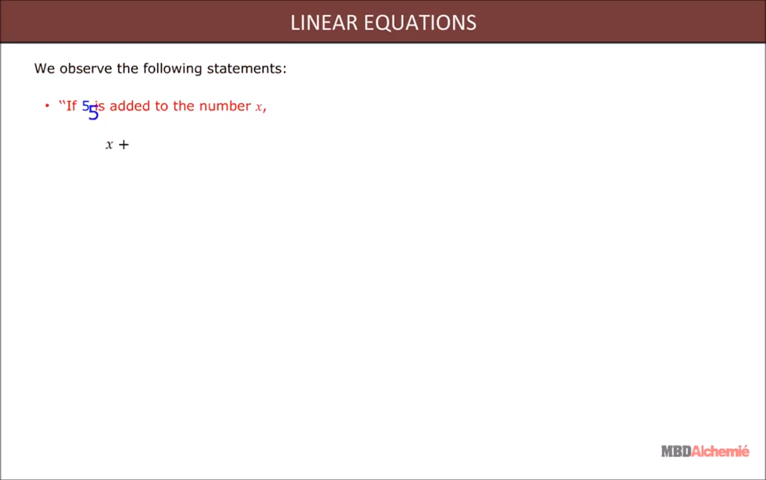 LINEAR EQUATIONS
We observe the following statements:
• "If 5 is added to the number x,
5
x +
MBDAlchemié